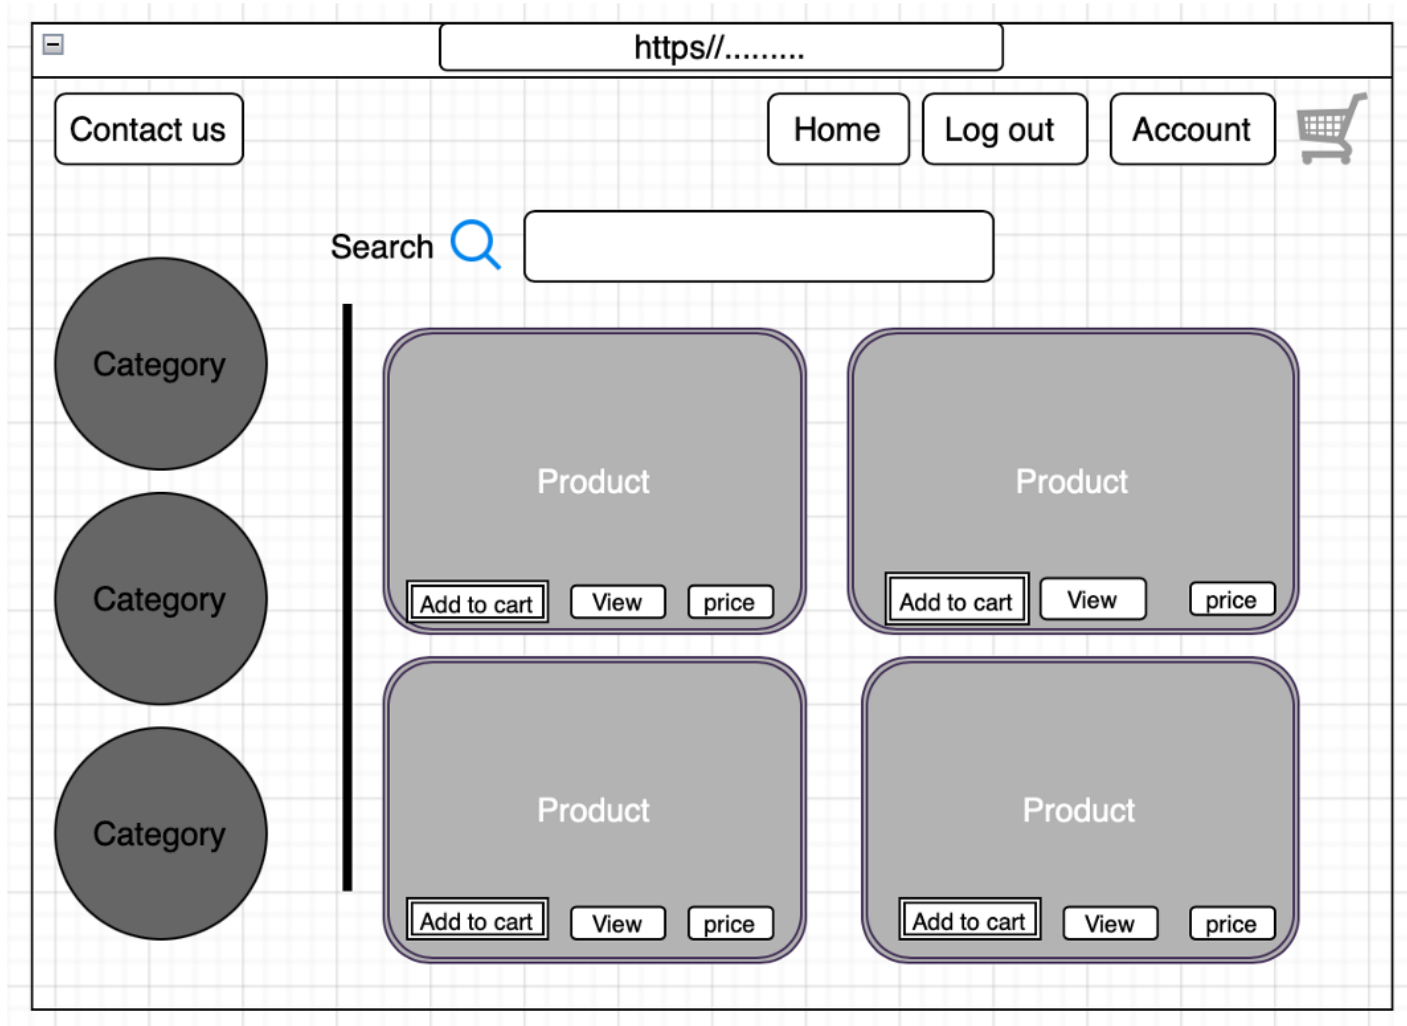 https//.........
Contact us
Home
Log out
Account
Search
Category
Category
Category
Product
Add to cart
View
price
Product
Add to cart
View
price
Product
Add to cart
View
price
Product
Add to cart
View
price